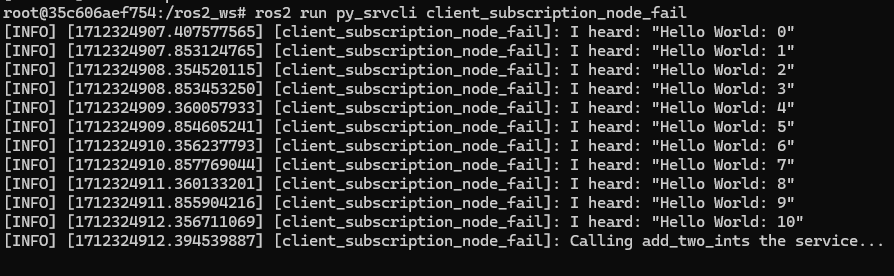 root@35c606aef754:/ros2_ws# ros2 run py_srvcli client_subscription_node_fail
[INFO] [1712324907.407577565] [client_subscription_node_fail]: I heard: "Hello World: 0"
[INFO] [1712324907.853124765] [client_subscription_node_fail]: I heard: "Hello World: 1"
[INFO] [1712324908.354520115] [client_subscription_node_fail]: I heard: "Hello World: 2"
[INFO] [1712324908.853453250] [client_subscription_node_fail]: I heard: "Hello World: 3"
[INFO] [1712324909.360057933] [client_subscription_node_fail]: I heard: "Hello World: 4"
[INFO] [1712324909.854605241] [client_subscription_node_fail]: I heard: "Hello World: 5"
[INFO] [1712324910.356237793] [client_subscription_node_fail]: I heard: "Hello World: 6"
[INFO] [1712324910.857769044] [client_subscription_node_fail]: I heard: "Hello World: 7"
[INFO] [1712324911.360133201] [client_subscription_node_fail]: I heard: "Hello World: 8"
[INFO] [1712324911.855904216] [client_subscription_node_fail]: I heard: "Hello World: 9"
[INFO] [1712324912.356711069] [client_subscription_node_fail]: I heard: "Hello World: 10"
[INFO] [1712324912.394539887] [client_subscription_node_fail]: Calling add_two_ints the service...